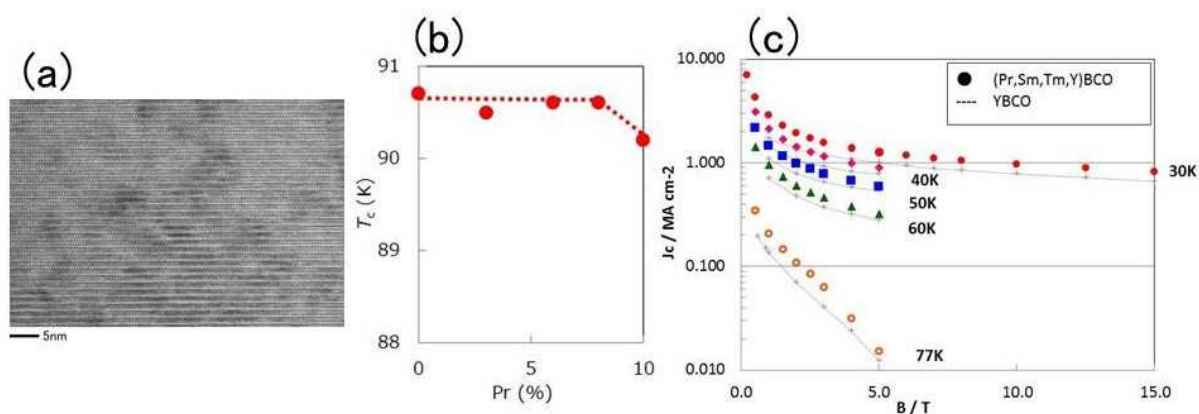 (a)
5nm
(b)
91
90
89
88
T_c (K)
0
5
10
Pr (%)
(c)
10.000
1.000
0.100
0.010
Jc / MA cm-2
(Pr,Sm,Tm,Y)BCO
YBCO
30K
40K
50K
60K
77K
0.0
5.0
10.0
15.0
B / T